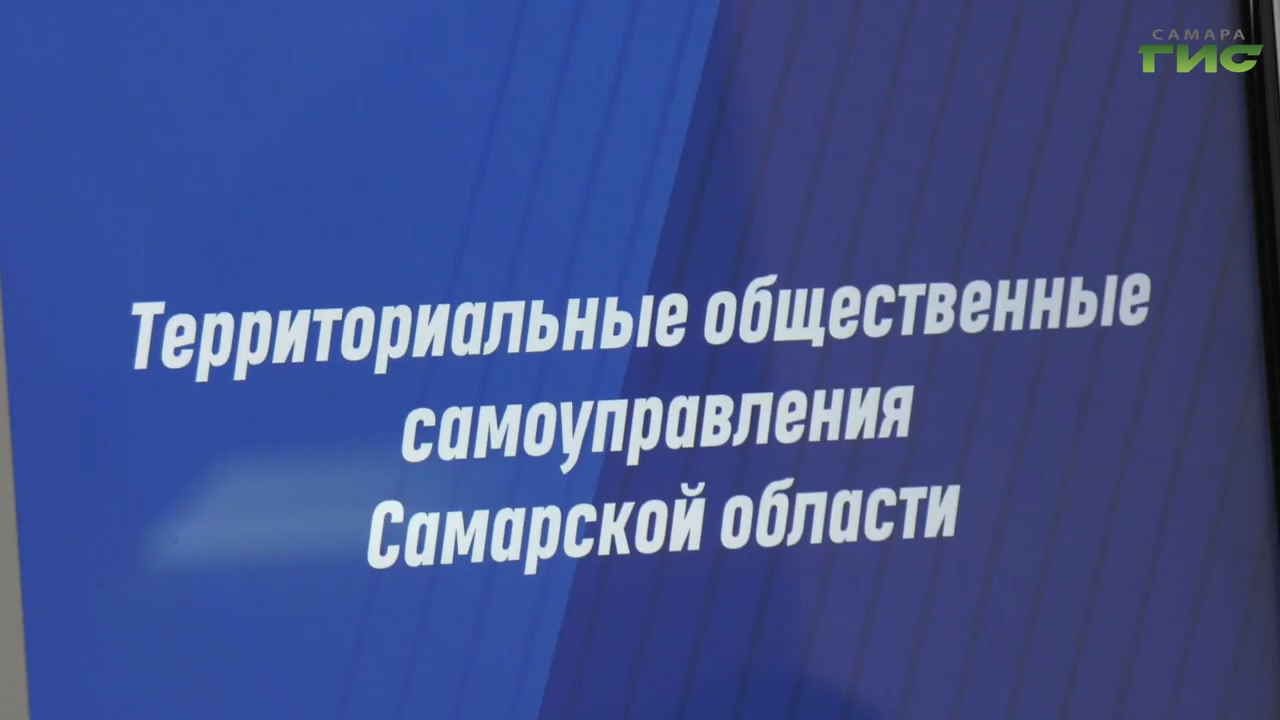 САМАРА
ГИС
Территориальные общественные
самоуправления
Самарской области